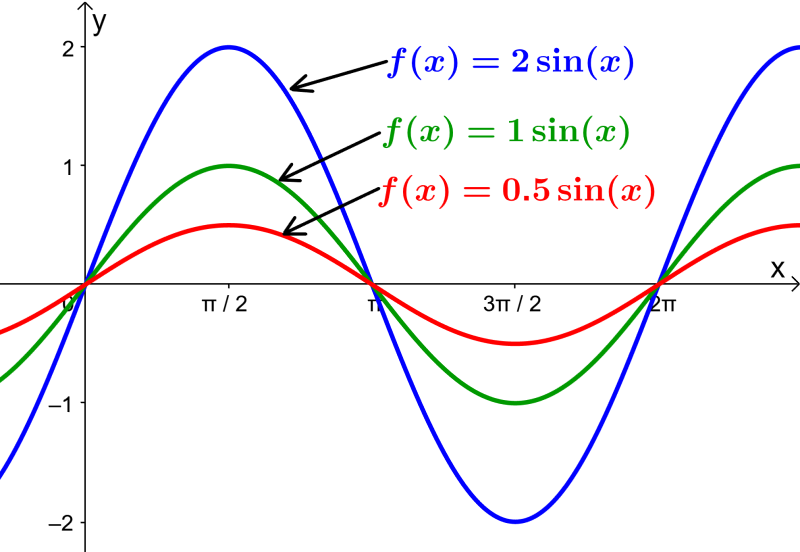 y
2
f(x) = 2 sin(x)
f(x) = 1 sin(x)
1
f(x) = 0.5 sin(x)
x
0
π / 2
π
3π / 2
2π
–1
–2